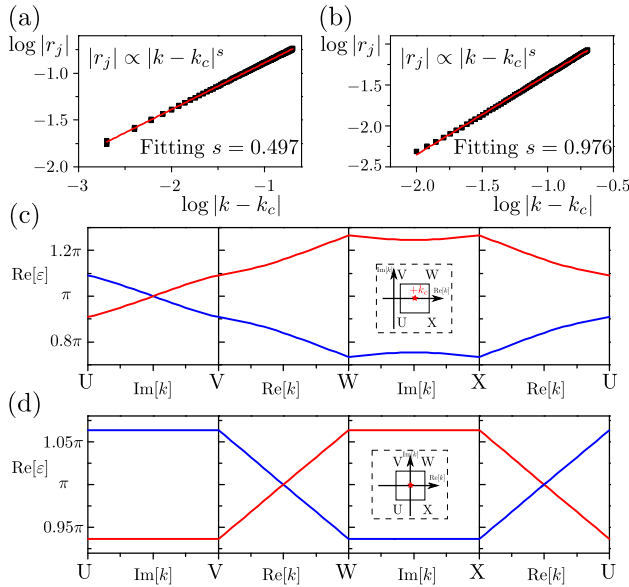 (a)
log |r_j|
|r_j| ∝ |k − k_c|^s
−1.0
−1.5
−2.0
Fitting s = 0.497
−3
−2
−1
log |k − k_c|
(b)
log |r_j|
|r_j| ∝ |k − k_c|^s
−1.5
−2.0
−2.5
Fitting s = 0.976
−2.0
−1.5
−1.0
−0.5
log |k − k_c|
(c)
Re[ε]
1.2π
π
0.8π
Im[k]
V W
+k_c
Re[k]
U X
U Im[k] V Re[k] W Im[k] X Re[k] U
(d)
Re[ε]
1.05π
π
0.95π
Im[k]
V W
Re[k]
U X
U Im[k] V Re[k] W Im[k] X Re[k] U